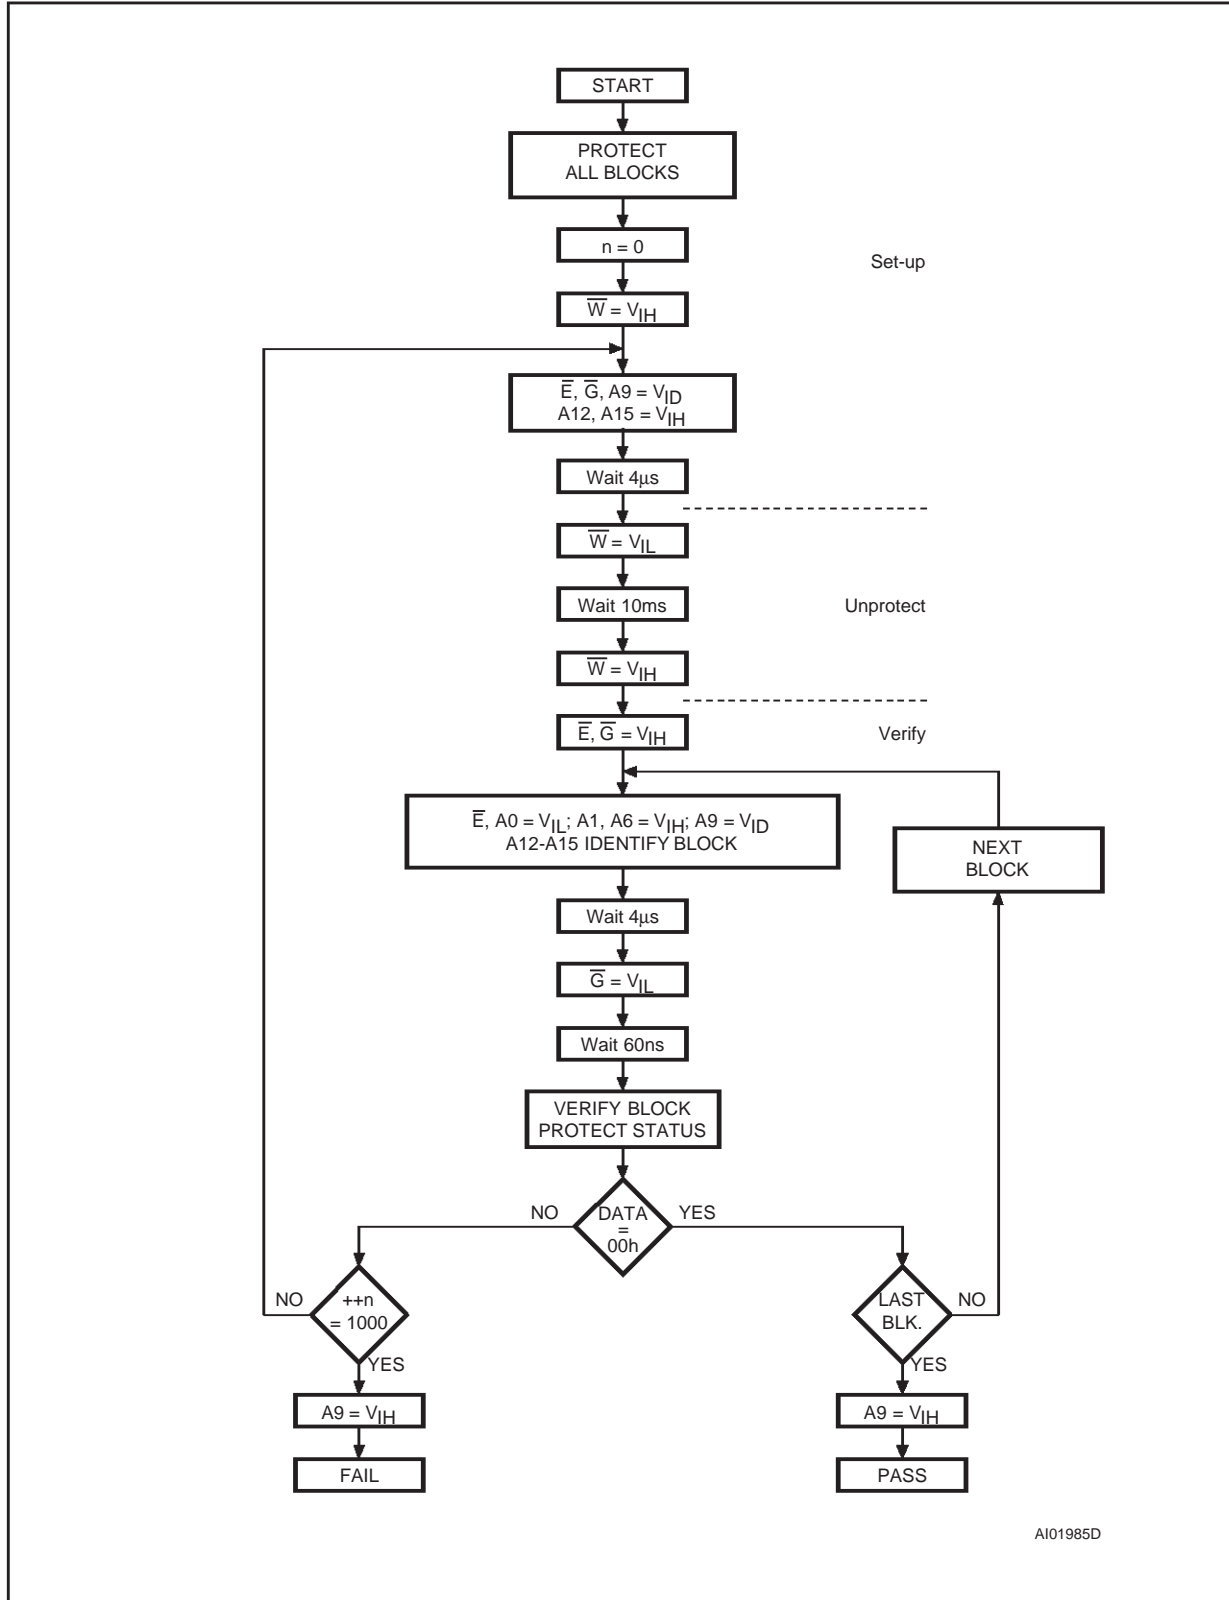 START
PROTECT
ALL BLOCKS
n = 0
Set-up
W̅ = VIH
E̅, G̅, A9 = VID
A12, A15 = VIH
Wait 4μs
W̅ = VIL
Wait 10ms
Unprotect
W̅ = VIH
E̅, G̅ = VIH
Verify
E̅, A0 = VIL; A1, A6 = VIH; A9 = VID
A12-A15 IDENTIFY BLOCK
NEXT
BLOCK
Wait 4μs
G̅ = VIL
Wait 60ns
VERIFY BLOCK
PROTECT STATUS
NO
DATA
=
00h
YES
NO
++n
= 1000
YES
LAST
BLK.
NO
YES
A9 = VIH
A9 = VIH
FAIL
PASS
AI01985D